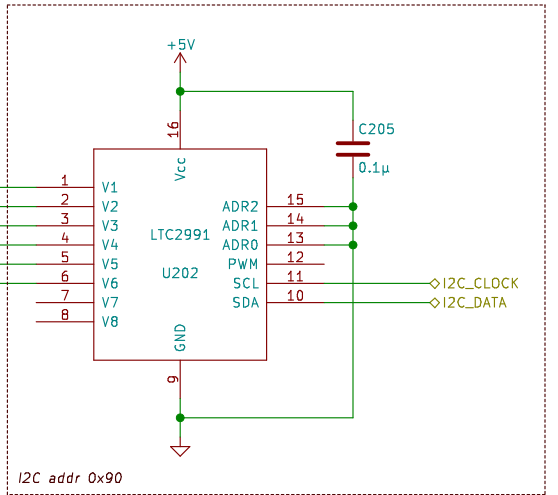 +5V
16
Vcc
C205
0.1µ
1 V1
2 V2
3 V3
4 V4
5 V5
6 V6
7 V7
8 V8
LTC2991
U202
ADR2 15
ADR1 14
ADR0 13
PWM 12
SCL 11
SDA 10
I2C_CLOCK
I2C_DATA
GND
9
I2C addr 0x90